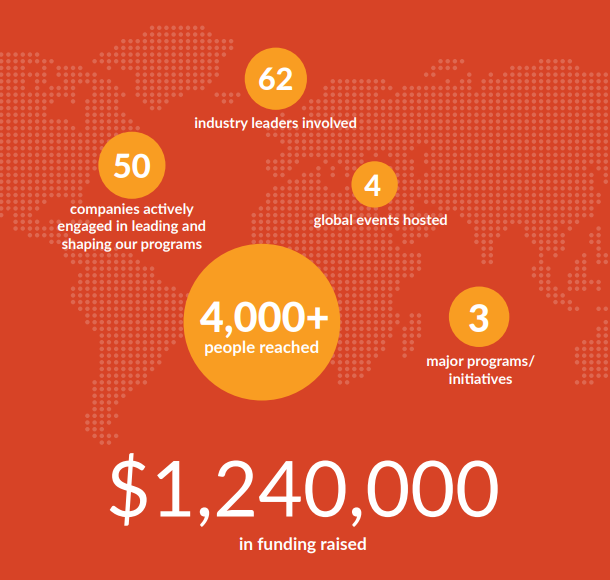 62
industry leaders involved
50
companies actively
engaged in leading and
shaping our programs
4
global events hosted
4,000+
people reached
3
major programs/
initiatives
$1,240,000
in funding raised